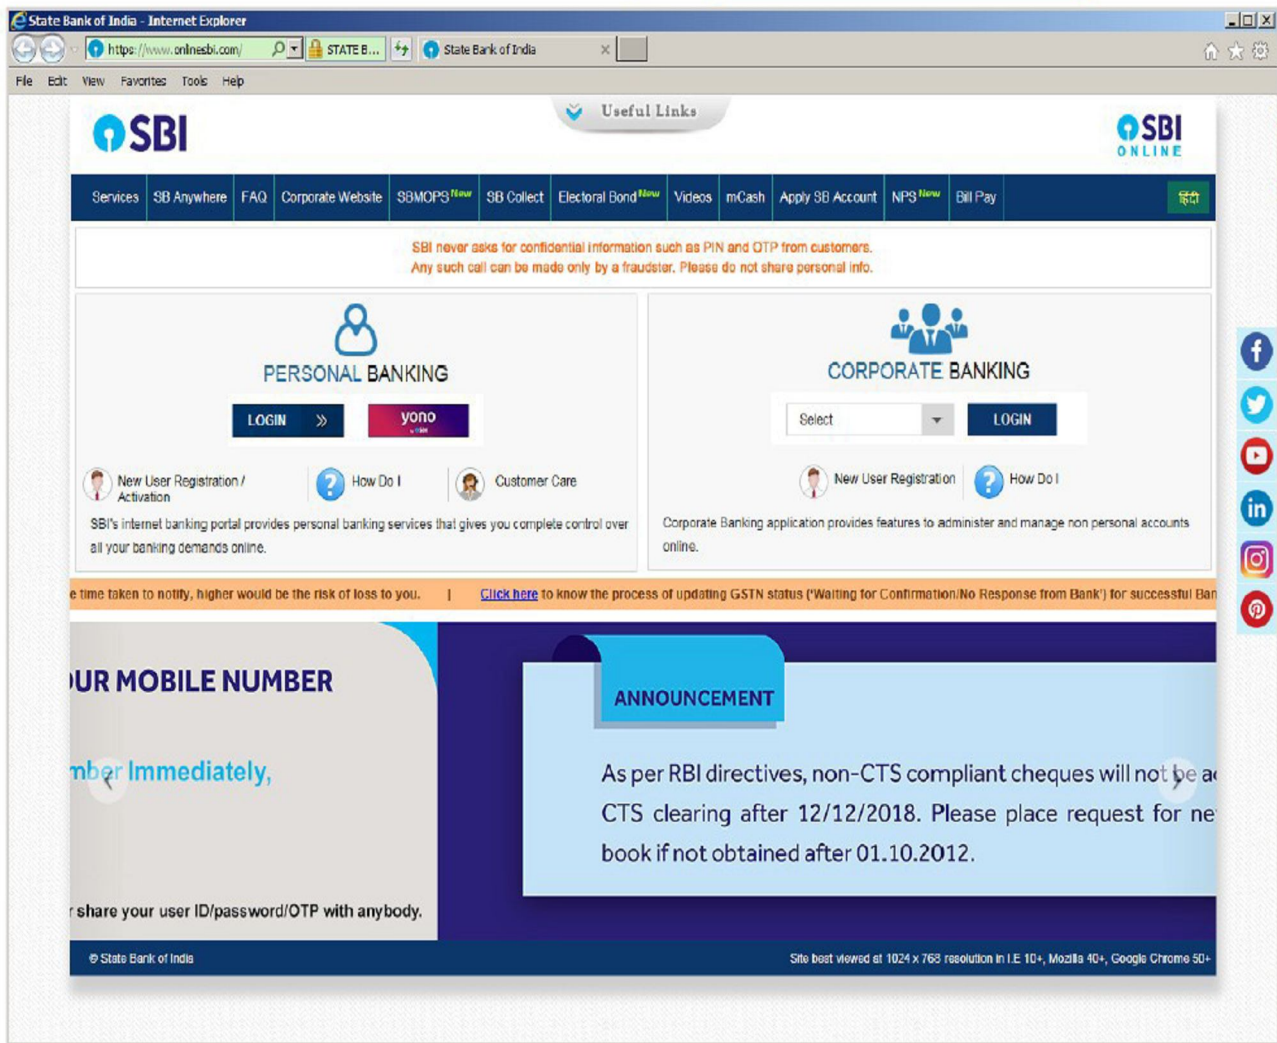 State Bank of India - Internet Explorer
https://www.onlinesbi.com/
STATE B...
State Bank of India
File Edit View Favorites Tools Help
Useful Links
SBI
SBI
ONLINE
Services SB Anywhere FAQ Corporate Website SBMOPS New SB Collect Electoral Bond New Videos mCash Apply SB Account NPS New Bill Pay हिंदी
SBI never asks for confidential information such as PIN and OTP from customers.
Any such call can be made only by a fraudster. Please do not share personal info.
PERSONAL BANKING
LOGIN »
yono
New User Registration /
Activation
How Do I
Customer Care
SBI's internet banking portal provides personal banking services that gives you complete control over
all your banking demands online.
CORPORATE BANKING
Select
LOGIN
New User Registration
How Do I
Corporate Banking application provides features to administer and manage non personal accounts
online.
e time taken to notify, higher would be the risk of loss to you. | Click here to know the process of updating GSTN status ('Waiting for Confirmation/No Response from Bank') for successful Ban
OUR MOBILE NUMBER
mber Immediately,
r share your user ID/password/OTP with anybody.
ANNOUNCEMENT
As per RBI directives, non-CTS compliant cheques will not be ac
CTS clearing after 12/12/2018. Please place request for ne
book if not obtained after 01.10.2012.
© State Bank of India
Site best viewed at 1024 x 768 resolution in I.E 10+, Mozilla 40+, Google Chrome 50+